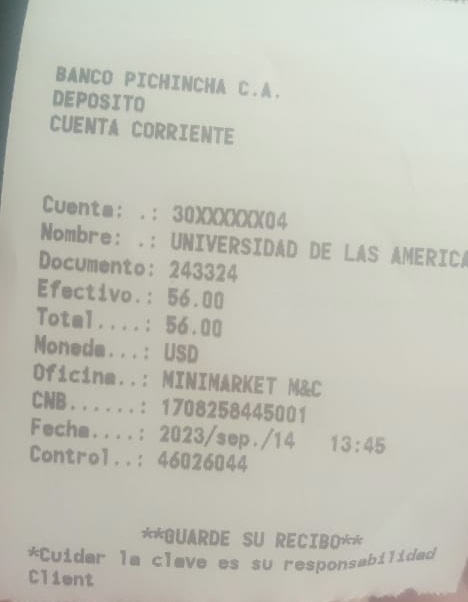 BANCO PICHINCHA C.A.
DEPOSITO
CUENTA CORRIENTE
Cuenta: .: 30XXXXXX04
Nombre: .: UNIVERSIDAD DE LAS AMERICA
Documento: 243324
Efectivo.: 56.00
Total....: 56.00
Moneda...: USD
Oficina..: MINIMARKET M&C
CNB......: 1708258445001
Fecha....: 2023/sep./14 13:45
Control..: 46026044
**GUARDE SU RECIBO**
*Cuidar la clave es su responsabilidad
Client